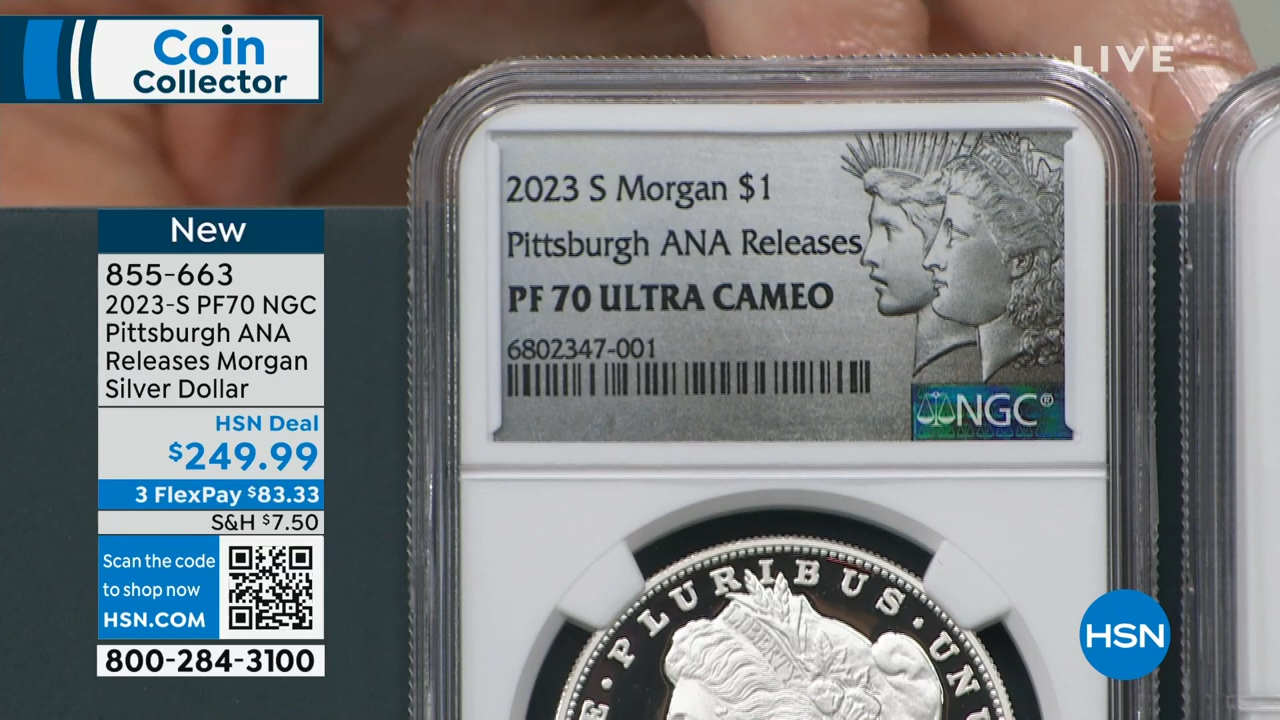 Coin
Collector
LIVE
New
855-663
2023-S PF70 NGC
Pittsburgh ANA
Releases Morgan
Silver Dollar
HSN Deal
$249.99
3 FlexPay $83.33
S&H $7.50
Scan the code
to shop now
HSN.COM
800-284-3100
2023 S Morgan $1
Pittsburgh ANA Releases
PF 70 ULTRA CAMEO
6802347-001
NGC®
E · PLURIBUS · UNU
HSN